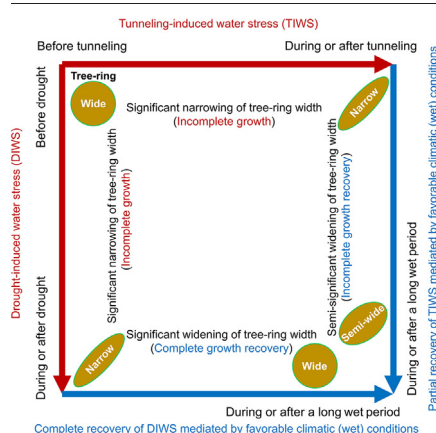 Tunneling-induced water stress (TIWS)
Before tunneling
During or after tunneling
Tree-ring
Wide
Narrow
Significant narrowing of tree-ring width
(Incomplete growth)
Before drought
During or after drought
Drought-induced water stress (DIWS)
Significant narrowing of tree-ring width
(Incomplete growth)
Semi-significant widening of tree-ring width
(Incomplete growth recovery)
During or after a long wet period
Partial recovery of TIWS mediated by favorable climatic (wet) conditions
Semi-wide
Significant widening of tree-ring width
(Complete growth recovery)
Narrow
Wide
During or after a long wet period
Complete recovery of DIWS mediated by favorable climatic (wet) conditions